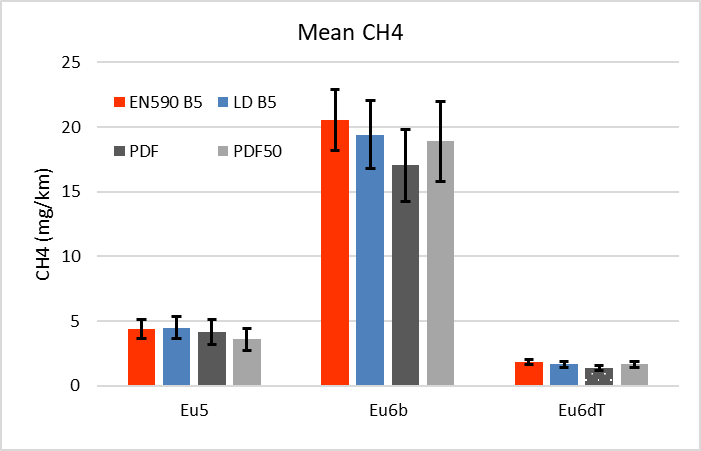 Mean CH4
25
20
15
10
5
0
CH4 (mg/km)
EN590 B5 LD B5
PDF PDF50
Eu5 Eu6b Eu6dT